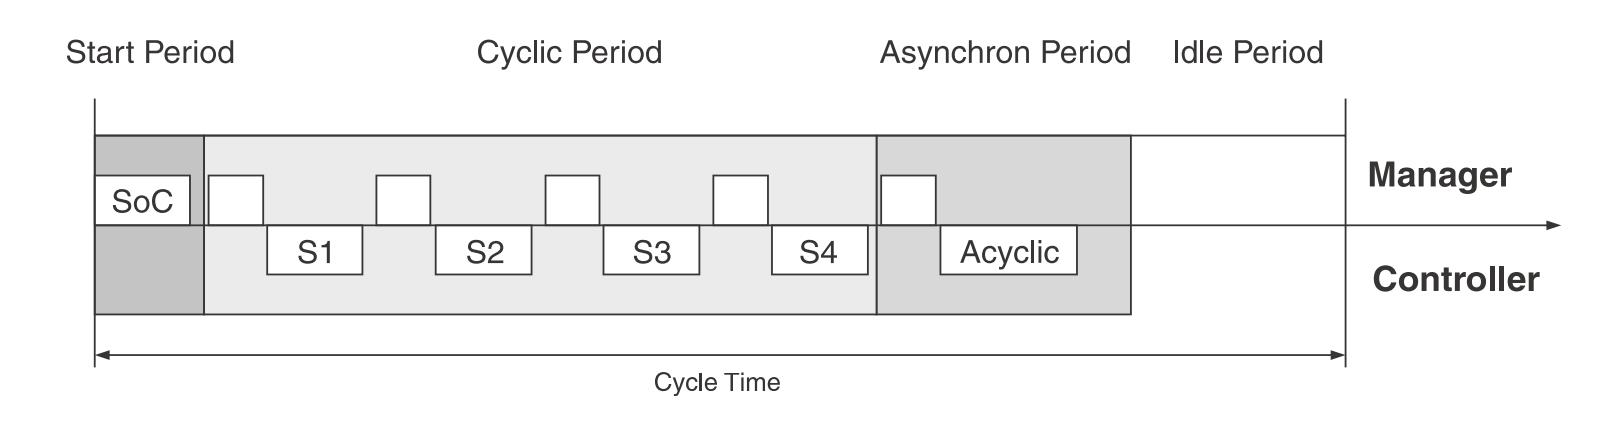 Start Period Cyclic Period Asynchron Period Idle Period
Manager
SoC
S1 S2 S3 S4 Acyclic
Controller
Cycle Time